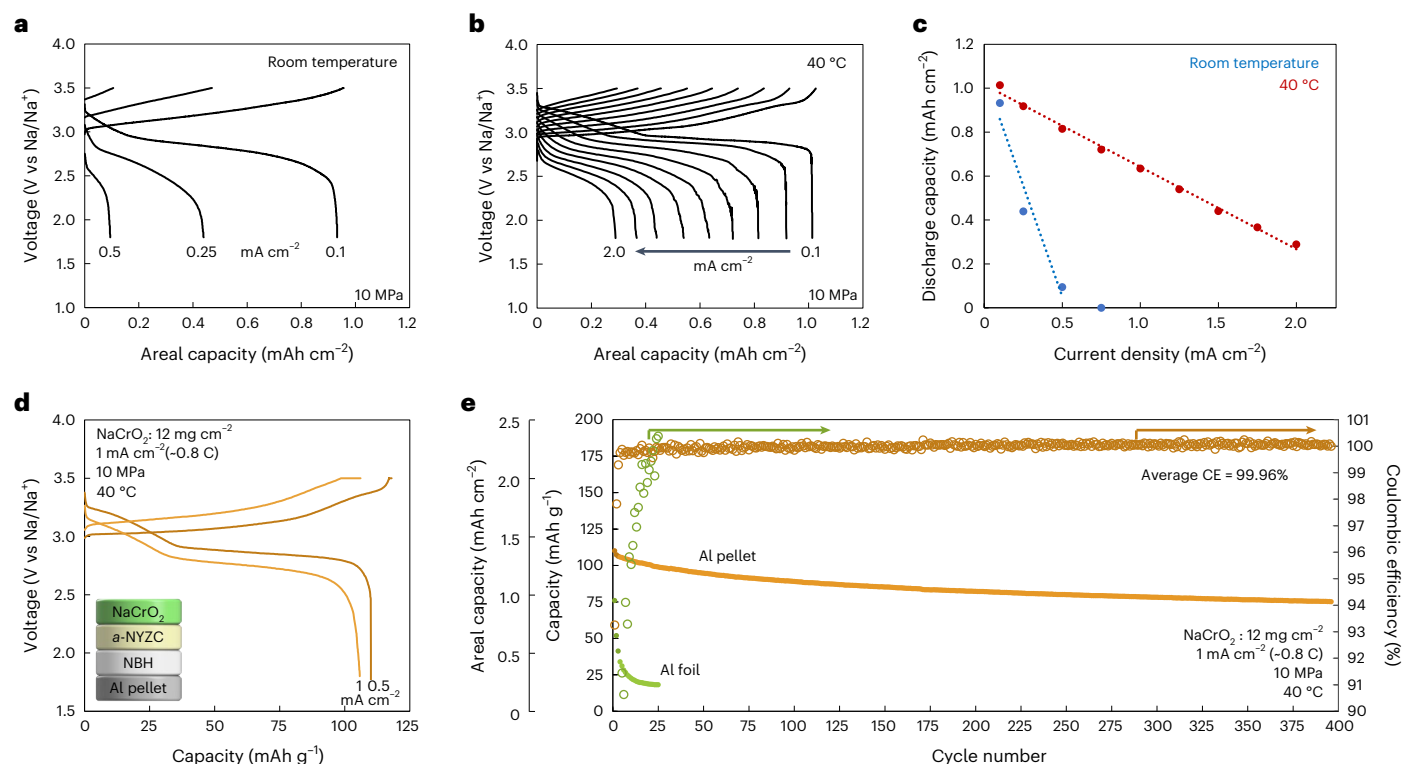 a
4.0
3.5
3.0
2.5
2.0
1.5
1.0
Voltage (V vs Na/Na⁺)
Room temperature
0.5
0.25
mA cm⁻²
0.1
10 MPa
0
0.2
0.4
0.6
0.8
1.0
1.2
Areal capacity (mAh cm⁻²)
b
4.0
3.5
3.0
2.5
2.0
1.5
1.0
Voltage (V vs Na/Na⁺)
40 °C
2.0
0.1
mA cm⁻²
10 MPa
0
0.2
0.4
0.6
0.8
1.0
1.2
Areal capacity (mAh cm⁻²)
c
1.2
1.0
0.8
0.6
0.4
0.2
0
Discharge capacity (mAh cm⁻²)
Room temperature
40 °C
0
0.5
1.0
1.5
2.0
Current density (mA cm⁻²)
d
4.0
3.5
3.0
2.5
2.0
1.5
Voltage (V vs Na/Na⁺)
NaCrO₂: 12 mg cm⁻²
1 mA cm⁻²(~0.8 C)
10 MPa
40 °C
NaCrO₂
a-NYZC
NBH
Al pellet
1 0.5
mA cm⁻²
0
25
50
75
100
125
Capacity (mAh g⁻¹)
e
2.5
2.0
1.5
1.0
0.5
0
Areal capacity (mAh cm⁻²)
200
175
150
125
100
75
50
25
0
Capacity (mAh g⁻¹)
Average CE = 99.96%
Al pellet
Al foil
NaCrO₂ : 12 mg cm⁻²
1 mA cm⁻² (~0.8 C)
10 MPa
40 °C
101
100
99
98
97
96
95
94
93
92
91
90
Coulombic efficiency (%)
0
25
50
75
100
125
150
175
200
225
250
275
300
325
350
375
400
Cycle number